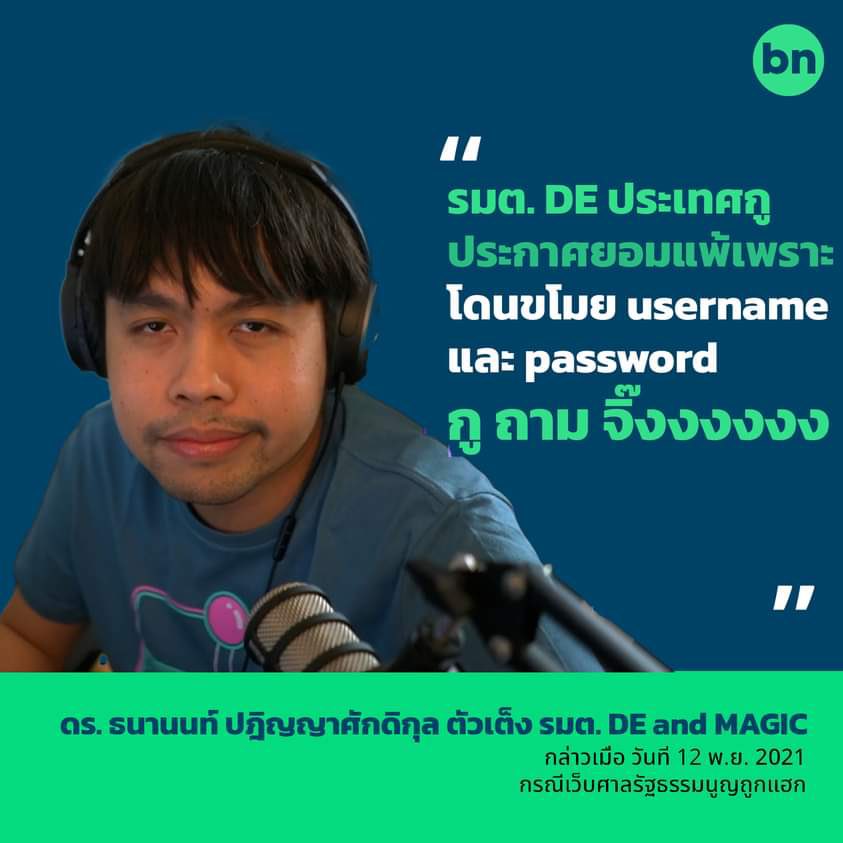 bn
“
รมต. DE ประเทศกู
ประกาศยอมแพ้เพราะ
โดนขโมย username
และ password
กู ถาม จิ๊งงงงงงง
”
ดร. ธนานนท์ ปฏิญญาศักดิกุล ตัวเต็ง รมต. DE and MAGIC
กล่าวเมือ วันที 12 พ.ย. 2021
กรณีเว็บศาลรัฐธรรมนูญถูกแฮก